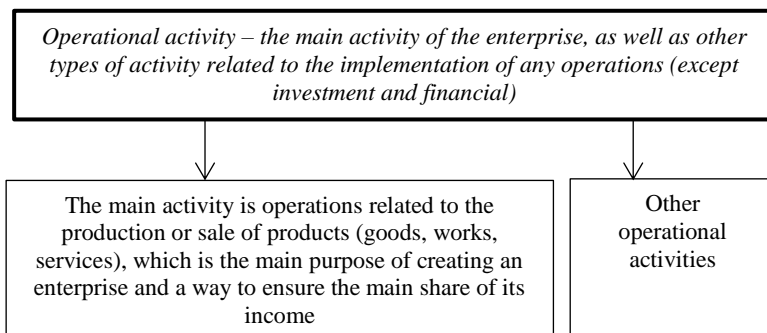 Operational activity – the main activity of the enterprise, as well as other
types of activity related to the implementation of any operations (except
investment and financial)
The main activity is operations related to the
production or sale of products (goods, works,
services), which is the main purpose of creating an
enterprise and a way to ensure the main share of its
income
Other
operational
activities